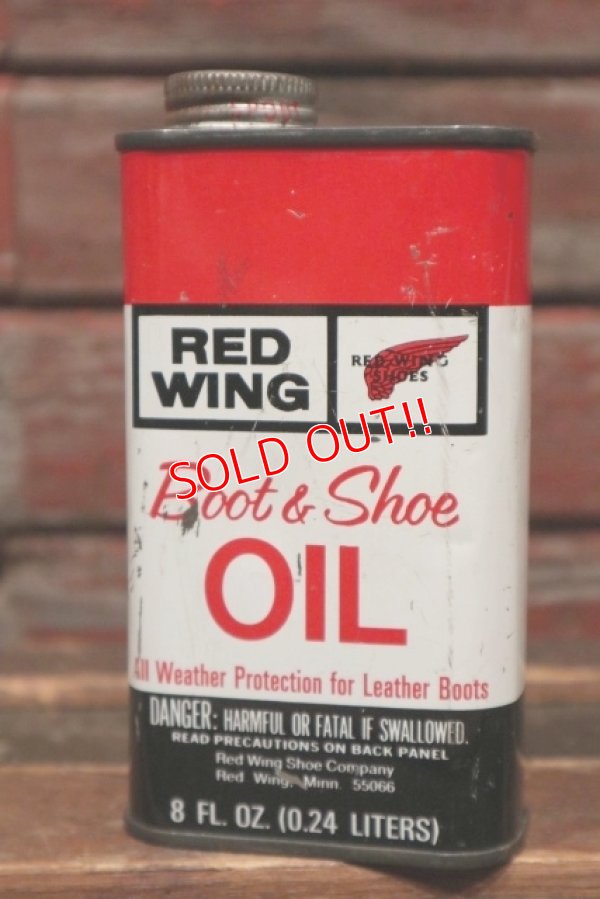 RED
WING
RED WING
SHOES
SOLD OUT!!
Boot & Shoe
OIL
All Weather Protection for Leather Boots
DANGER: HARMFUL OR FATAL IF SWALLOWED.
READ PRECAUTIONS ON BACK PANEL
Red Wing Shoe Company
Red Wing, Minn. 55066
8 FL. OZ. (0.24 LITERS)